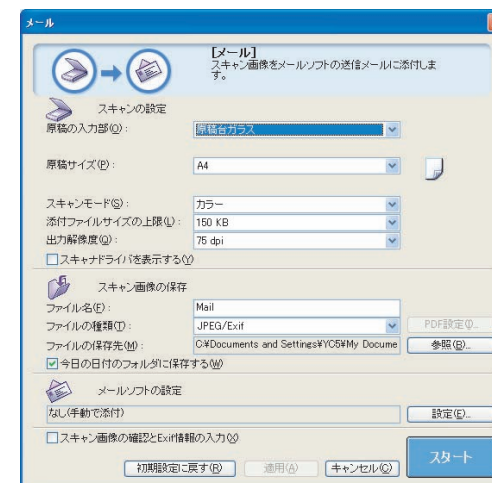 メール
[メール]
スキャン画像をメールソフトの送信メールに添付しま
す。
スキャンの設定
原稿の入力部(O):
原稿台ガラス
原稿サイズ(P):
A4
スキャンモード(S):
カラー
添付ファイルサイズの上限(L):
150 KB
出力解像度(Q):
75 dpi
スキャナドライバを表示する(Y)
スキャン画像の保存
ファイル名(F):
Mail
ファイルの種類(T):
JPEG/Exif
PDF設定(I)...
ファイルの保存先(M):
C:¥Documents and Settings¥YC5¥My Docume
参照(B)...
今日の日付のフォルダに保存する(W)
メールソフトの設定
なし(手動で添付)
設定(E)...
スキャン画像の確認とExif情報の入力(X)
スタート
初期設定に戻す(R)
適用(A)
キャンセル(C)